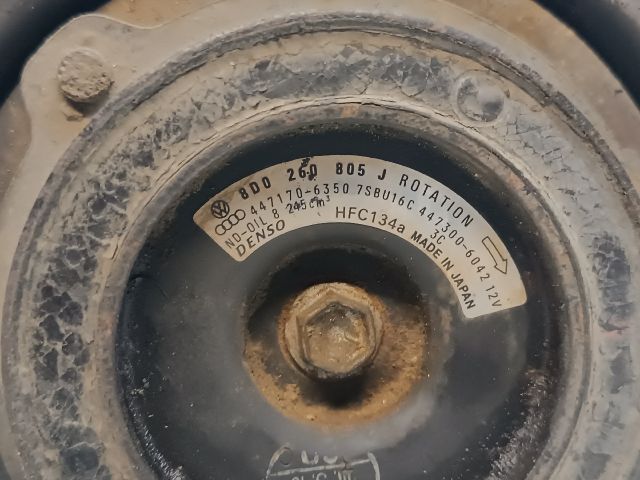 8D0 260 805 J ROTATION
447170-6350 7SBU16C 447300-6042 12V
ND-OIL 8 245cm³ HFC134a 3C
DENSO MADE IN JAPAN